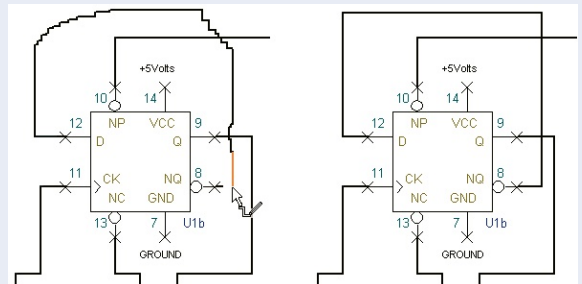 +5Volts
10 14
12 NP VCC 9
D Q
11 CK NQ 8
NC GND
13 7 U1b
GROUND
+5Volts
10 14
12 NP VCC 9
D Q
11 CK NQ 8
NC GND
13 7 U1b
GROUND